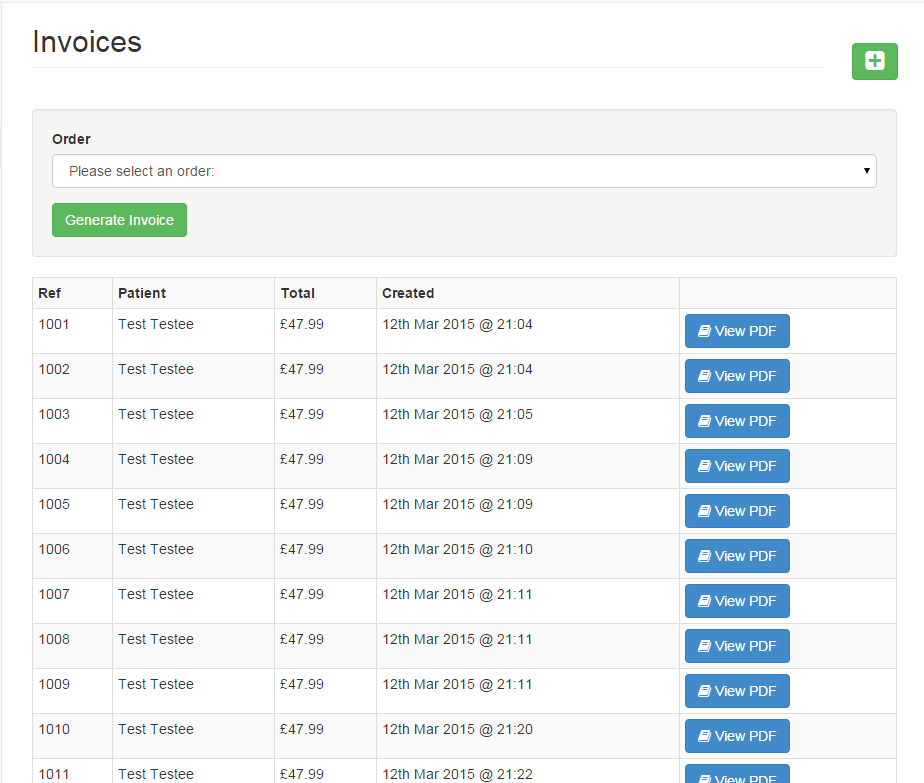 Invoices
Order
Please select an order:
Generate Invoice
Ref Patient Total Created
1001 Test Testee £47.99 12th Mar 2015 @ 21:04 View PDF
1002 Test Testee £47.99 12th Mar 2015 @ 21:04 View PDF
1003 Test Testee £47.99 12th Mar 2015 @ 21:05 View PDF
1004 Test Testee £47.99 12th Mar 2015 @ 21:09 View PDF
1005 Test Testee £47.99 12th Mar 2015 @ 21:09 View PDF
1006 Test Testee £47.99 12th Mar 2015 @ 21:10 View PDF
1007 Test Testee £47.99 12th Mar 2015 @ 21:11 View PDF
1008 Test Testee £47.99 12th Mar 2015 @ 21:11 View PDF
1009 Test Testee £47.99 12th Mar 2015 @ 21:11 View PDF
1010 Test Testee £47.99 12th Mar 2015 @ 21:20 View PDF
1011 Test Testee £47.99 12th Mar 2015 @ 21:22 View PDF